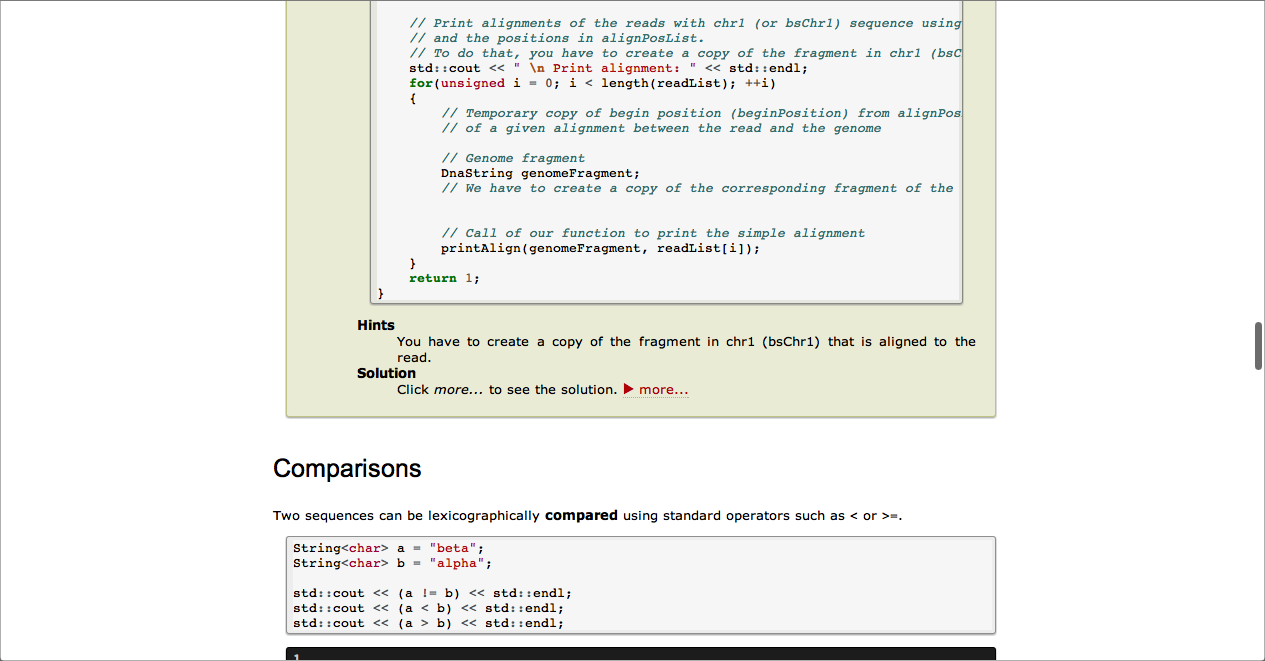 // Print alignments of the reads with chr1 (or bsChr1) sequence using
// and the positions in alignPosList.
// To do that, you have to create a copy of the fragment in chr1 (bsC
std::cout << " \n Print alignment: " << std::endl;
for(unsigned i = 0; i < length(readList); ++i)
{
// Temporary copy of begin position (beginPosition) from alignPos
// of a given alignment between the read and the genome
// Genome fragment
DnaString genomeFragment;
// We have to create a copy of the corresponding fragment of the
// Call of our function to print the simple alignment
printAlign(genomeFragment, readList[i]);
}
return 1;
}
Hints
You have to create a copy of the fragment in chr1 (bsChr1) that is aligned to the
read.
Solution
Click more... to see the solution. ▶ more...
Comparisons
Two sequences can be lexicographically compared using standard operators such as < or >=.
String<char> a = "beta";
String<char> b = "alpha";
std::cout << (a != b) << std::endl;
std::cout << (a < b) << std::endl;
std::cout << (a > b) << std::endl;
1